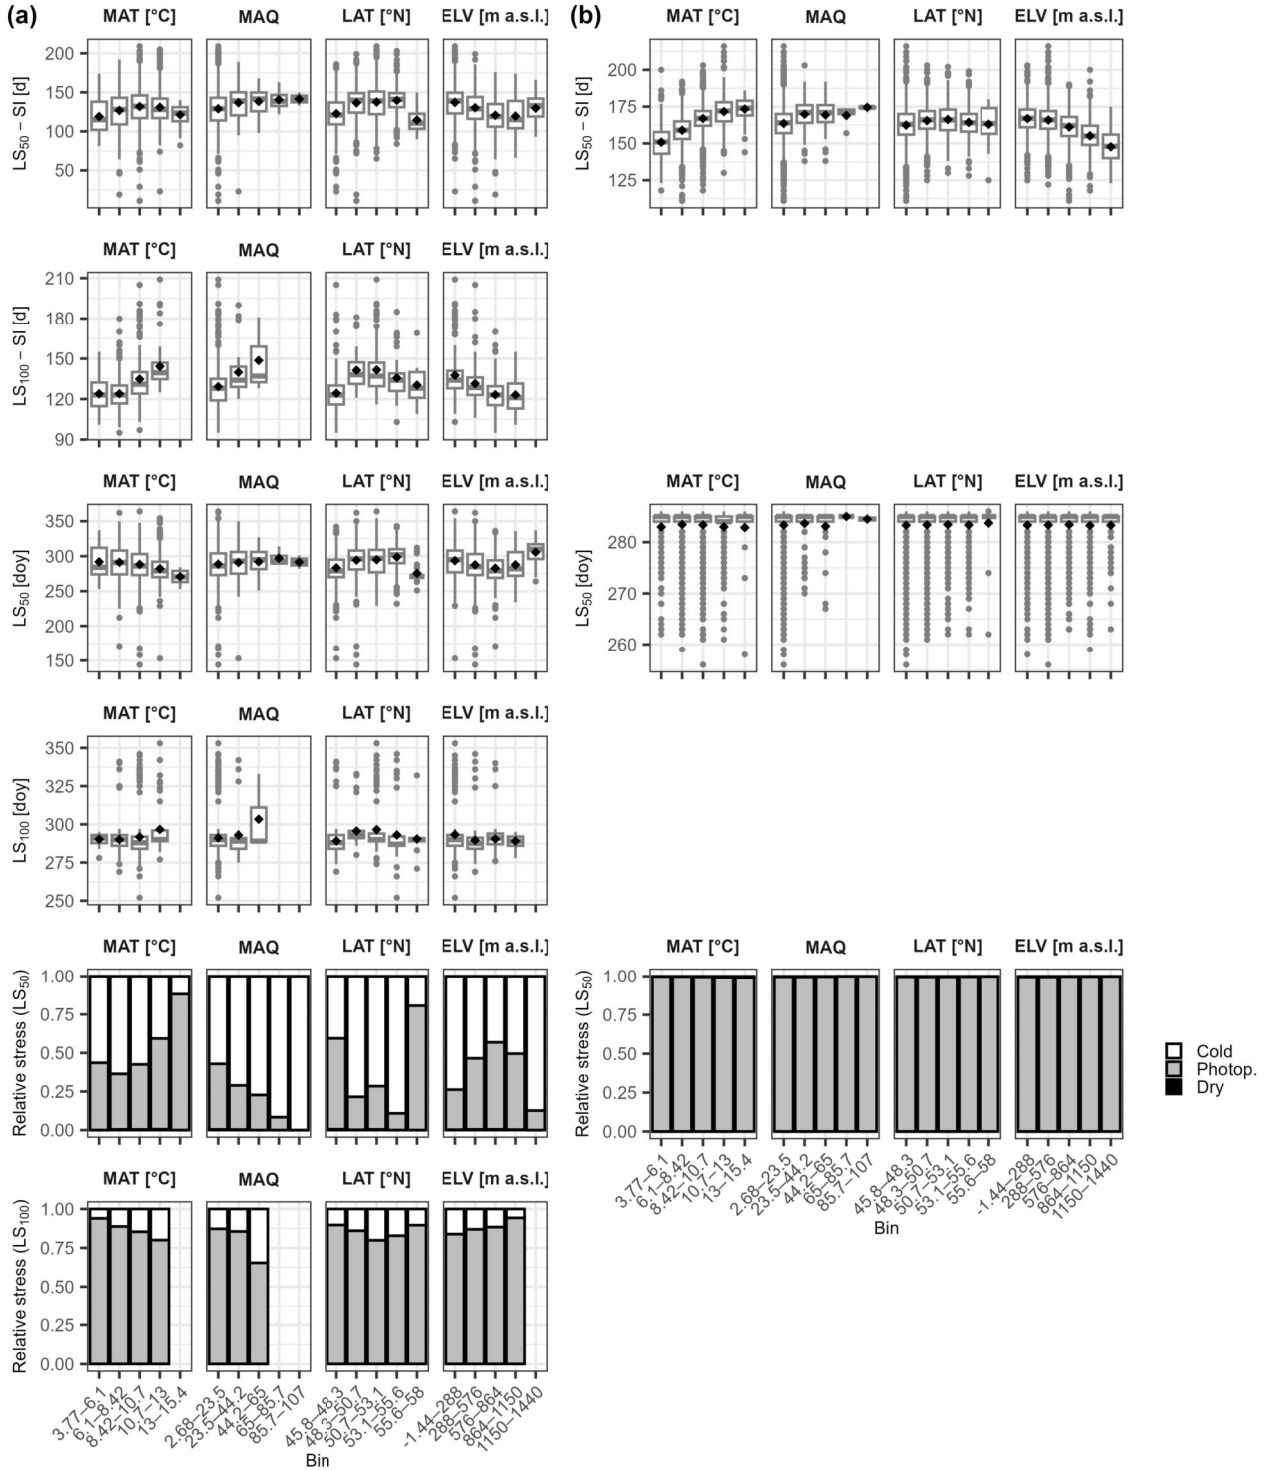 (a) MAT [°C] MAQ LAT [°N] ELV [m a.s.l.] (b) MAT [°C] MAQ LAT [°N] ELV [m a.s.l.]
LS50 − SI [d]
200
150
100
50
LS50 − SI [d]
200
175
150
125
MAT [°C] MAQ LAT [°N] ELV [m a.s.l.]
LS100 − SI [d]
210
180
150
120
90
MAT [°C] MAQ LAT [°N] ELV [m a.s.l.] MAT [°C] MAQ LAT [°N] ELV [m a.s.l.]
LS50 [doy]
350
300
250
200
150
LS50 [doy]
280
270
260
MAT [°C] MAQ LAT [°N] ELV [m a.s.l.]
LS100 [doy]
350
325
300
275
250
MAT [°C] MAQ LAT [°N] ELV [m a.s.l.] MAT [°C] MAQ LAT [°N] ELV [m a.s.l.]
Relative stress (LS50)
1.00
0.75
0.50
0.25
0.00
Relative stress (LS50)
1.00
0.75
0.50
0.25
0.00
3.77–6.1 6.1–8.42 8.42–10.7 10.7–13 13–15.4 2.68–23.5 23.5–44.2 44.2–65 65–85.7 85.7–107 45.8–48.3 48.3–50.7 50.7–53.1 53.1–55.6 55.6–58 -1.44–288 288–576 576–864 864–1150 1150–1440
Bin
Cold
Photop.
Dry
MAT [°C] MAQ LAT [°N] ELV [m a.s.l.]
Relative stress (LS100)
1.00
0.75
0.50
0.25
0.00
3.77–6.1 6.1–8.42 8.42–10.7 10.7–13 13–15.4 2.68–23.5 23.5–44.2 44.2–65 65–85.7 85.7–107 45.8–48.3 48.3–50.7 50.7–53.1 53.1–55.6 55.6–58 -1.44–288 288–576 576–864 864–1150 1150–1440
Bin